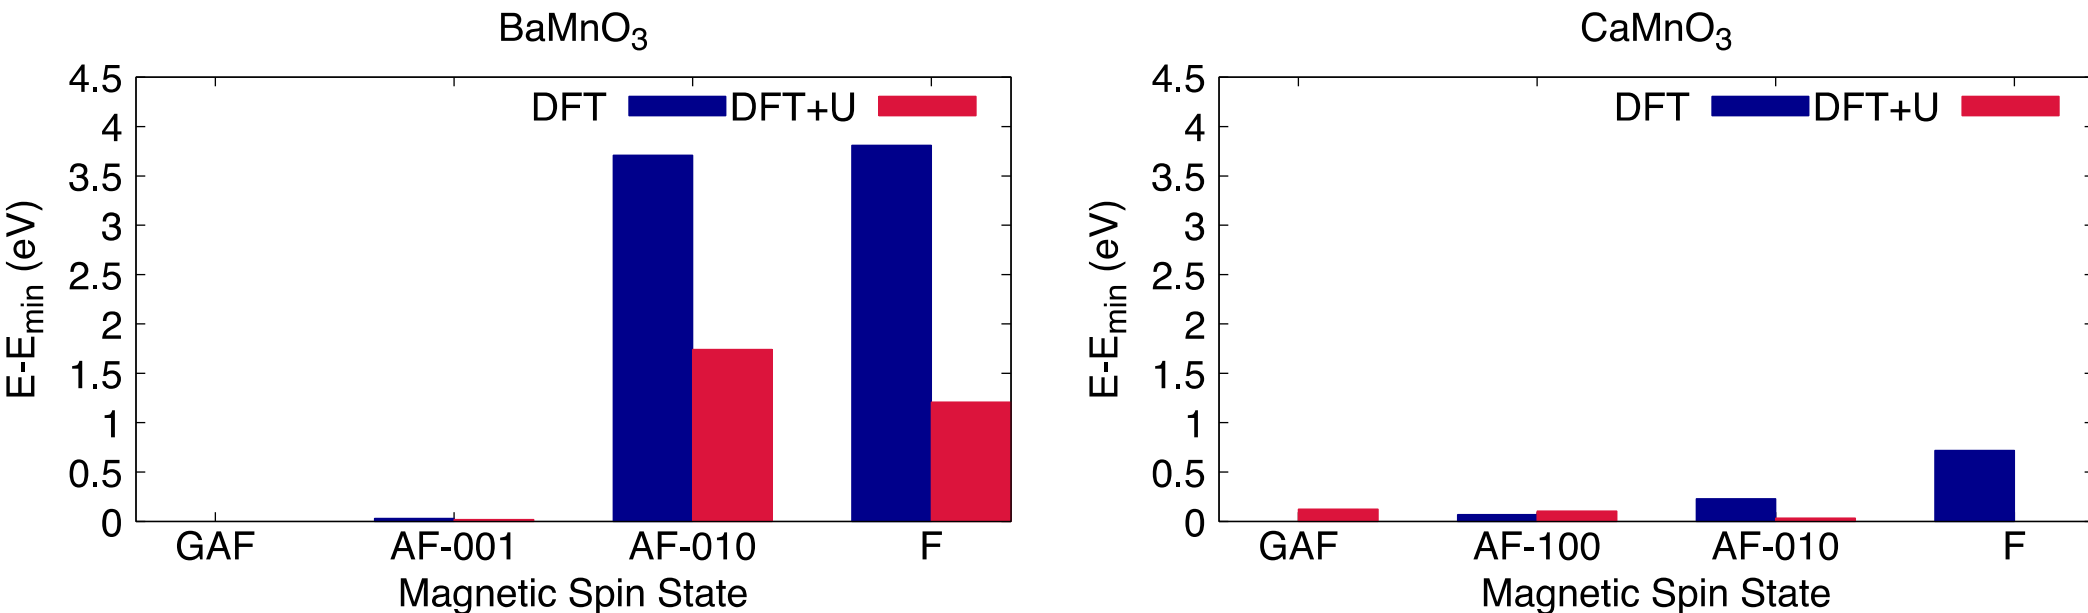 BaMnO₃
E-Eₘᵢₙ (eV)
4.5
4
3.5
3
2.5
2
1.5
1
0.5
0
DFT DFT+U
GAF AF-001 AF-010 F
Magnetic Spin State
CaMnO₃
E-Eₘᵢₙ (eV)
4.5
4
3.5
3
2.5
2
1.5
1
0.5
0
DFT DFT+U
GAF AF-100 AF-010 F
Magnetic Spin State